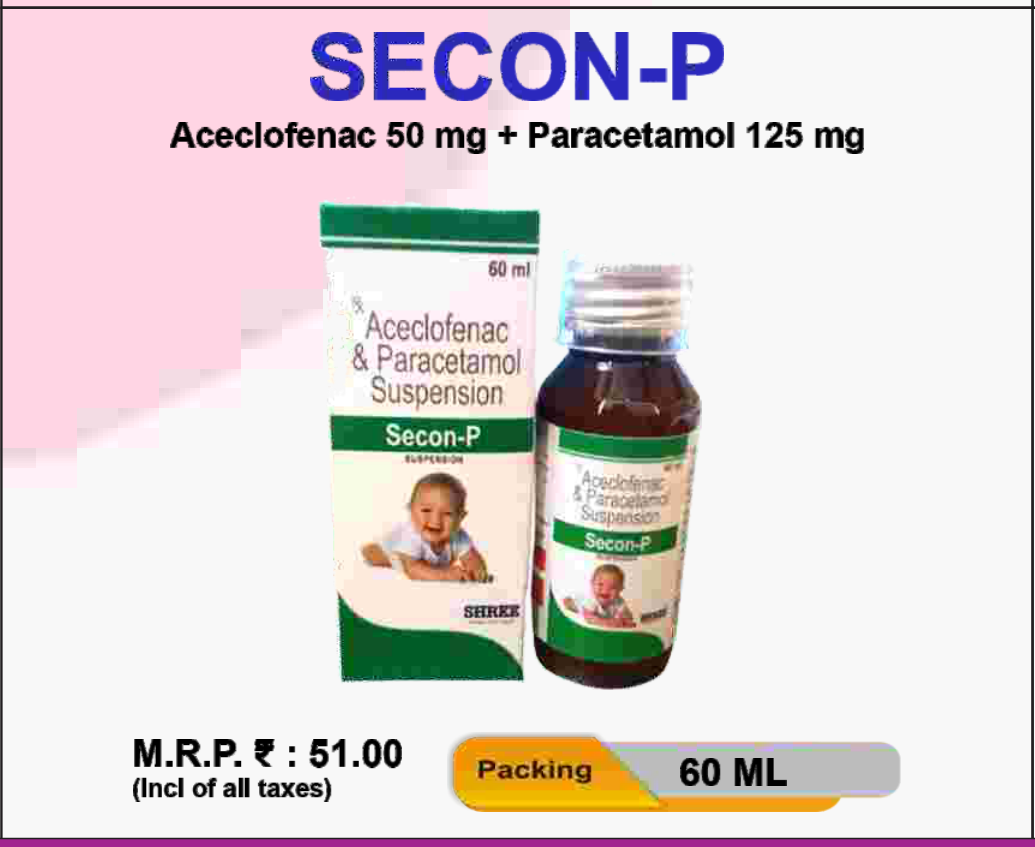 SECON-P
Aceclofenac 50 mg + Paracetamol 125 mg
60 ml
Rx
Aceclofenac
& Paracetamol
Suspension
Secon-P
SUSPENSION
SHREE
Aceclofenac
& Paracetamol
Suspension
Secon-P
M.R.P. ₹ : 51.00
(Incl of all taxes)
Packing
60 ML